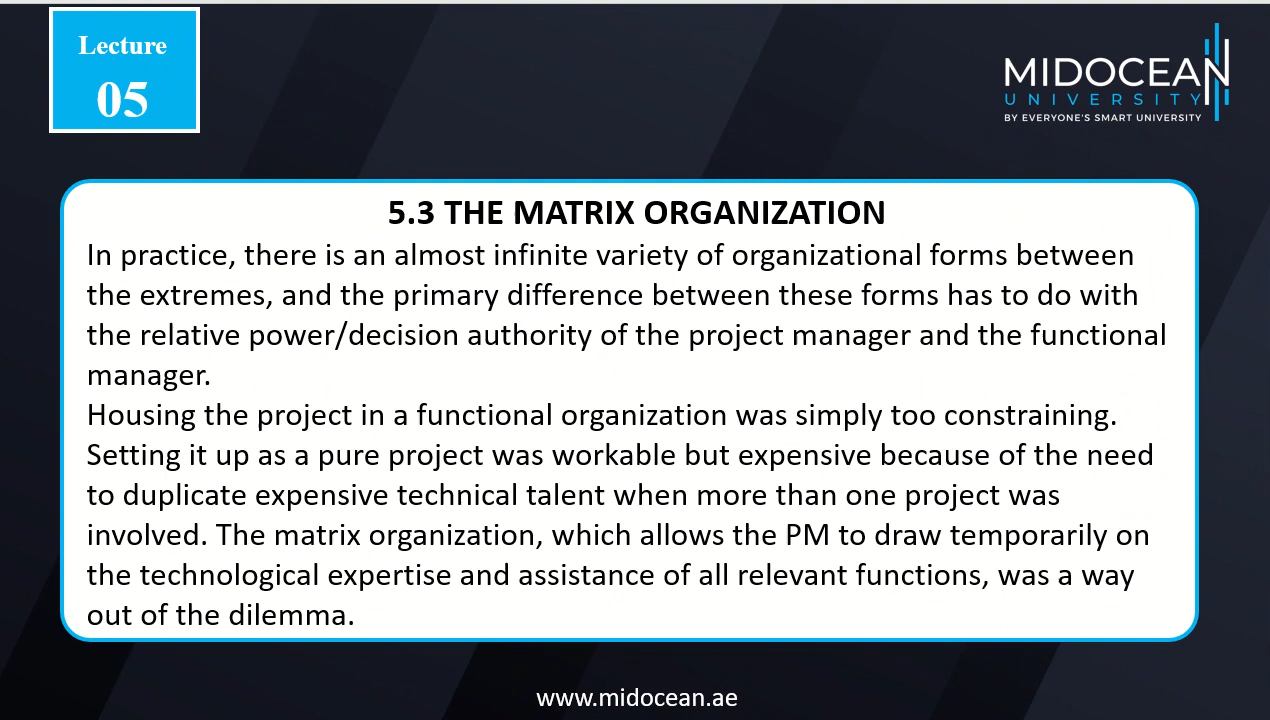 Lecture
05
MIDOCEAN
UNIVERSITY
BY EVERYONE'S SMART UNIVERSITY
5.3 THE MATRIX ORGANIZATION
In practice, there is an almost infinite variety of organizational forms between
the extremes, and the primary difference between these forms has to do with
the relative power/decision authority of the project manager and the functional
manager.
Housing the project in a functional organization was simply too constraining.
Setting it up as a pure project was workable but expensive because of the need
to duplicate expensive technical talent when more than one project was
involved. The matrix organization, which allows the PM to draw temporarily on
the technological expertise and assistance of all relevant functions, was a way
out of the dilemma.
www.midocean.ae